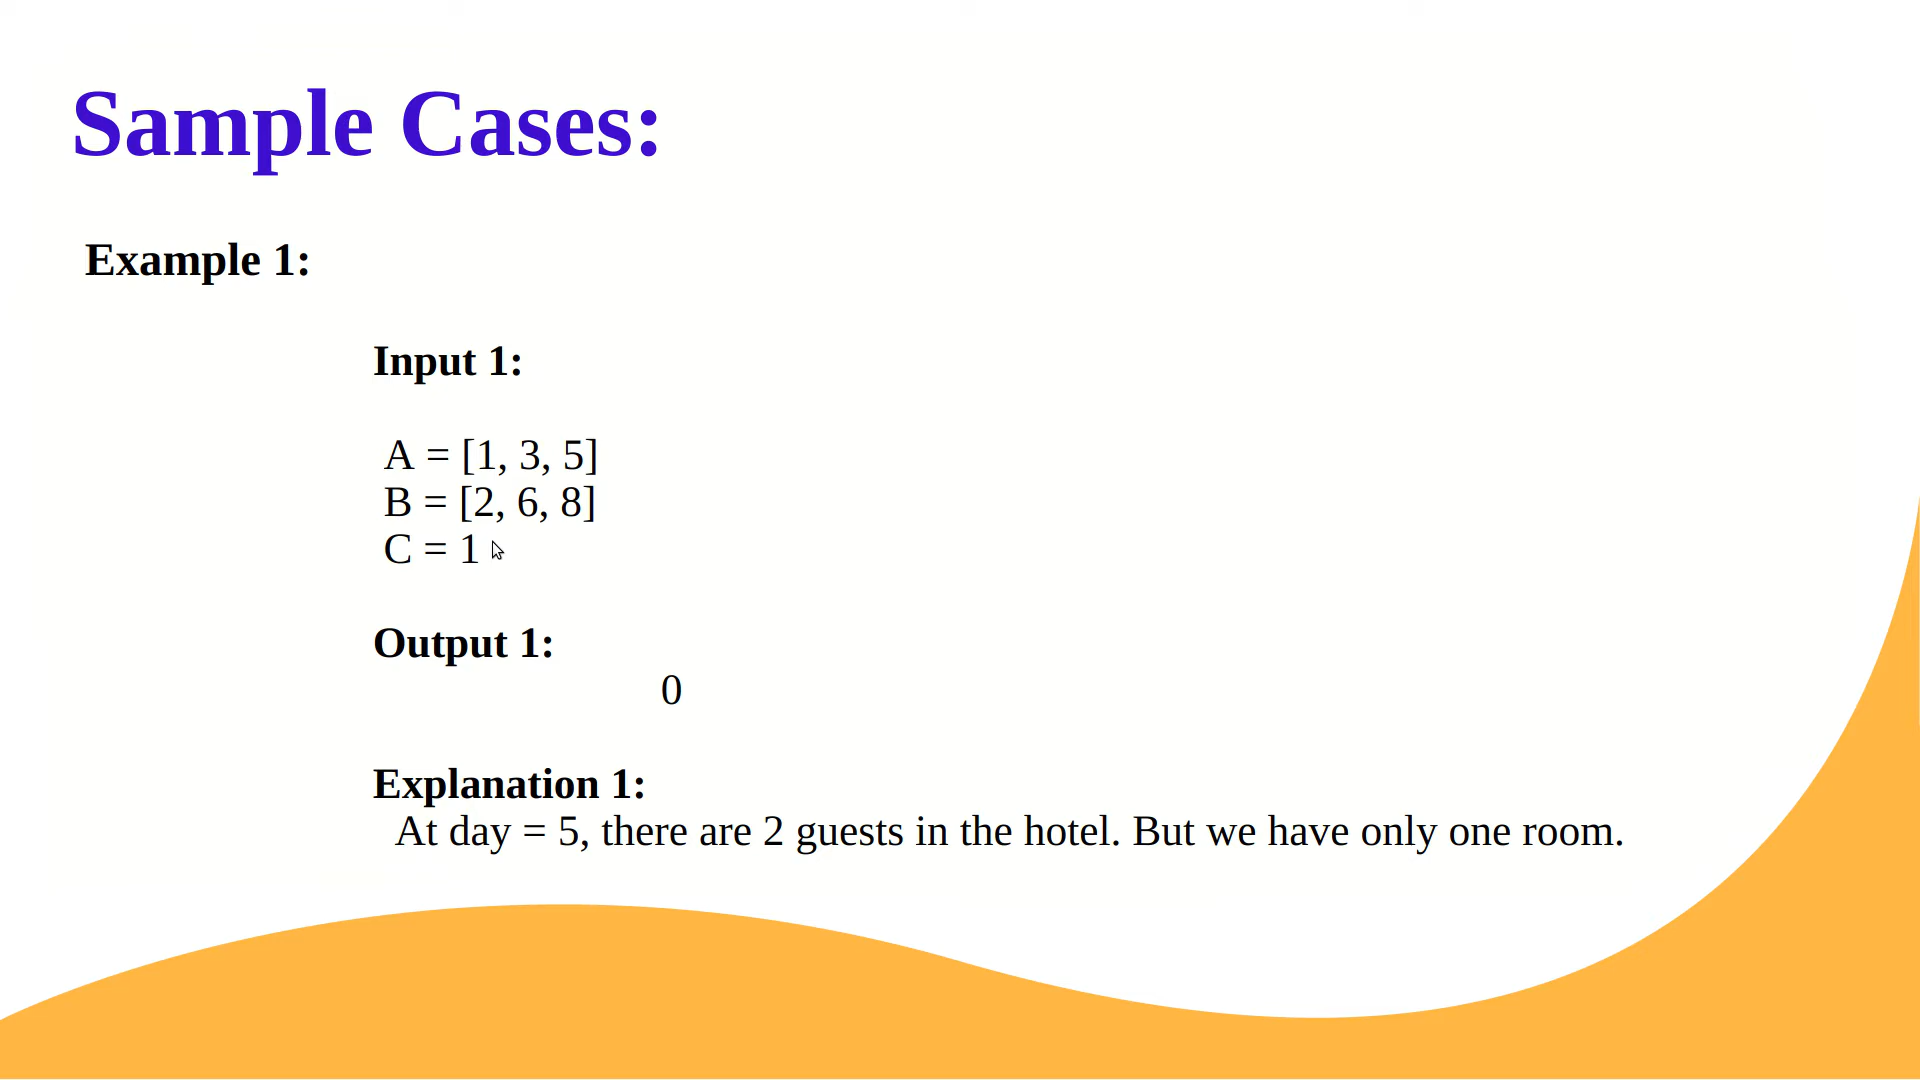 Sample Cases:
Example 1:
Input 1:
A = [1, 3, 5]
B = [2, 6, 8]
C = 1
Output 1:
0
Explanation 1:
At day = 5, there are 2 guests in the hotel. But we have only one room.